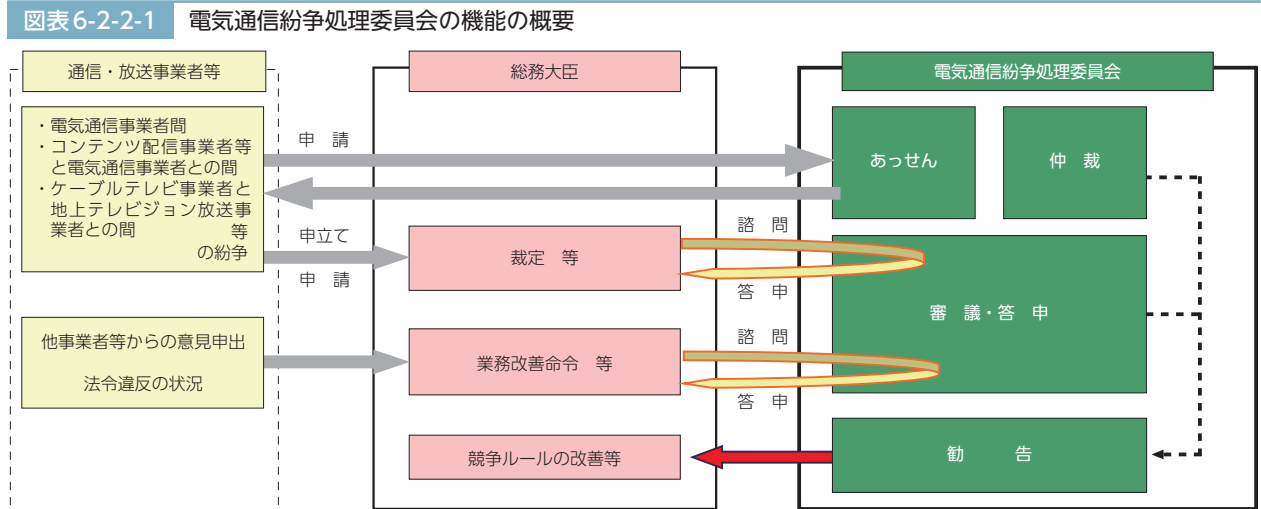 図表6-2-2-1 電気通信紛争処理委員会の機能の概要
通信・放送事業者等
・電気通信事業者間
・コンテンツ配信事業者等
と電気通信事業者との間
・ケーブルテレビ事業者と
地上テレビジョン放送事
業者との間 等
の紛争
他事業者等からの意見申出
法令違反の状況
申 請
申立て
申 請
総務大臣
裁定 等
業務改善命令 等
競争ルールの改善等
諮 問
答 申
諮 問
答 申
電気通信紛争処理委員会
あっせん
仲 裁
審 議・答 申
勧 告